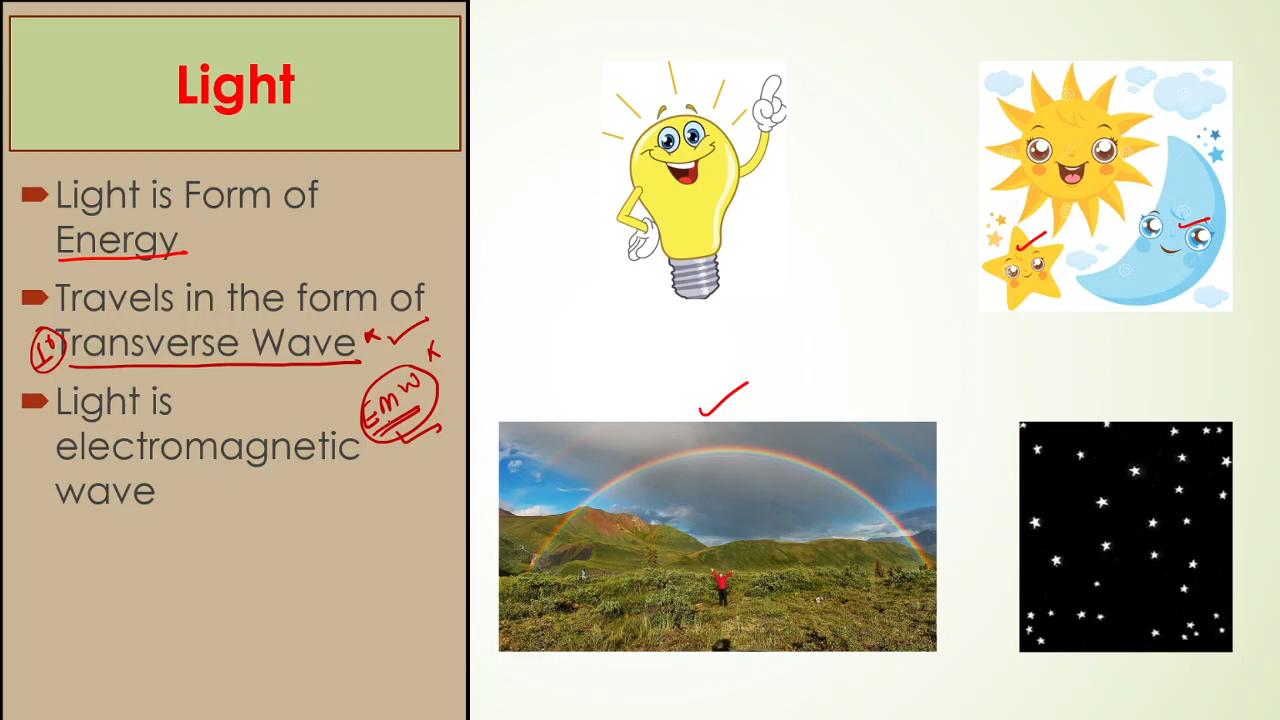 Light
Light is Form of
Energy
Travels in the form of
Transverse Wave
Light is
electromagnetic
wave
EMW